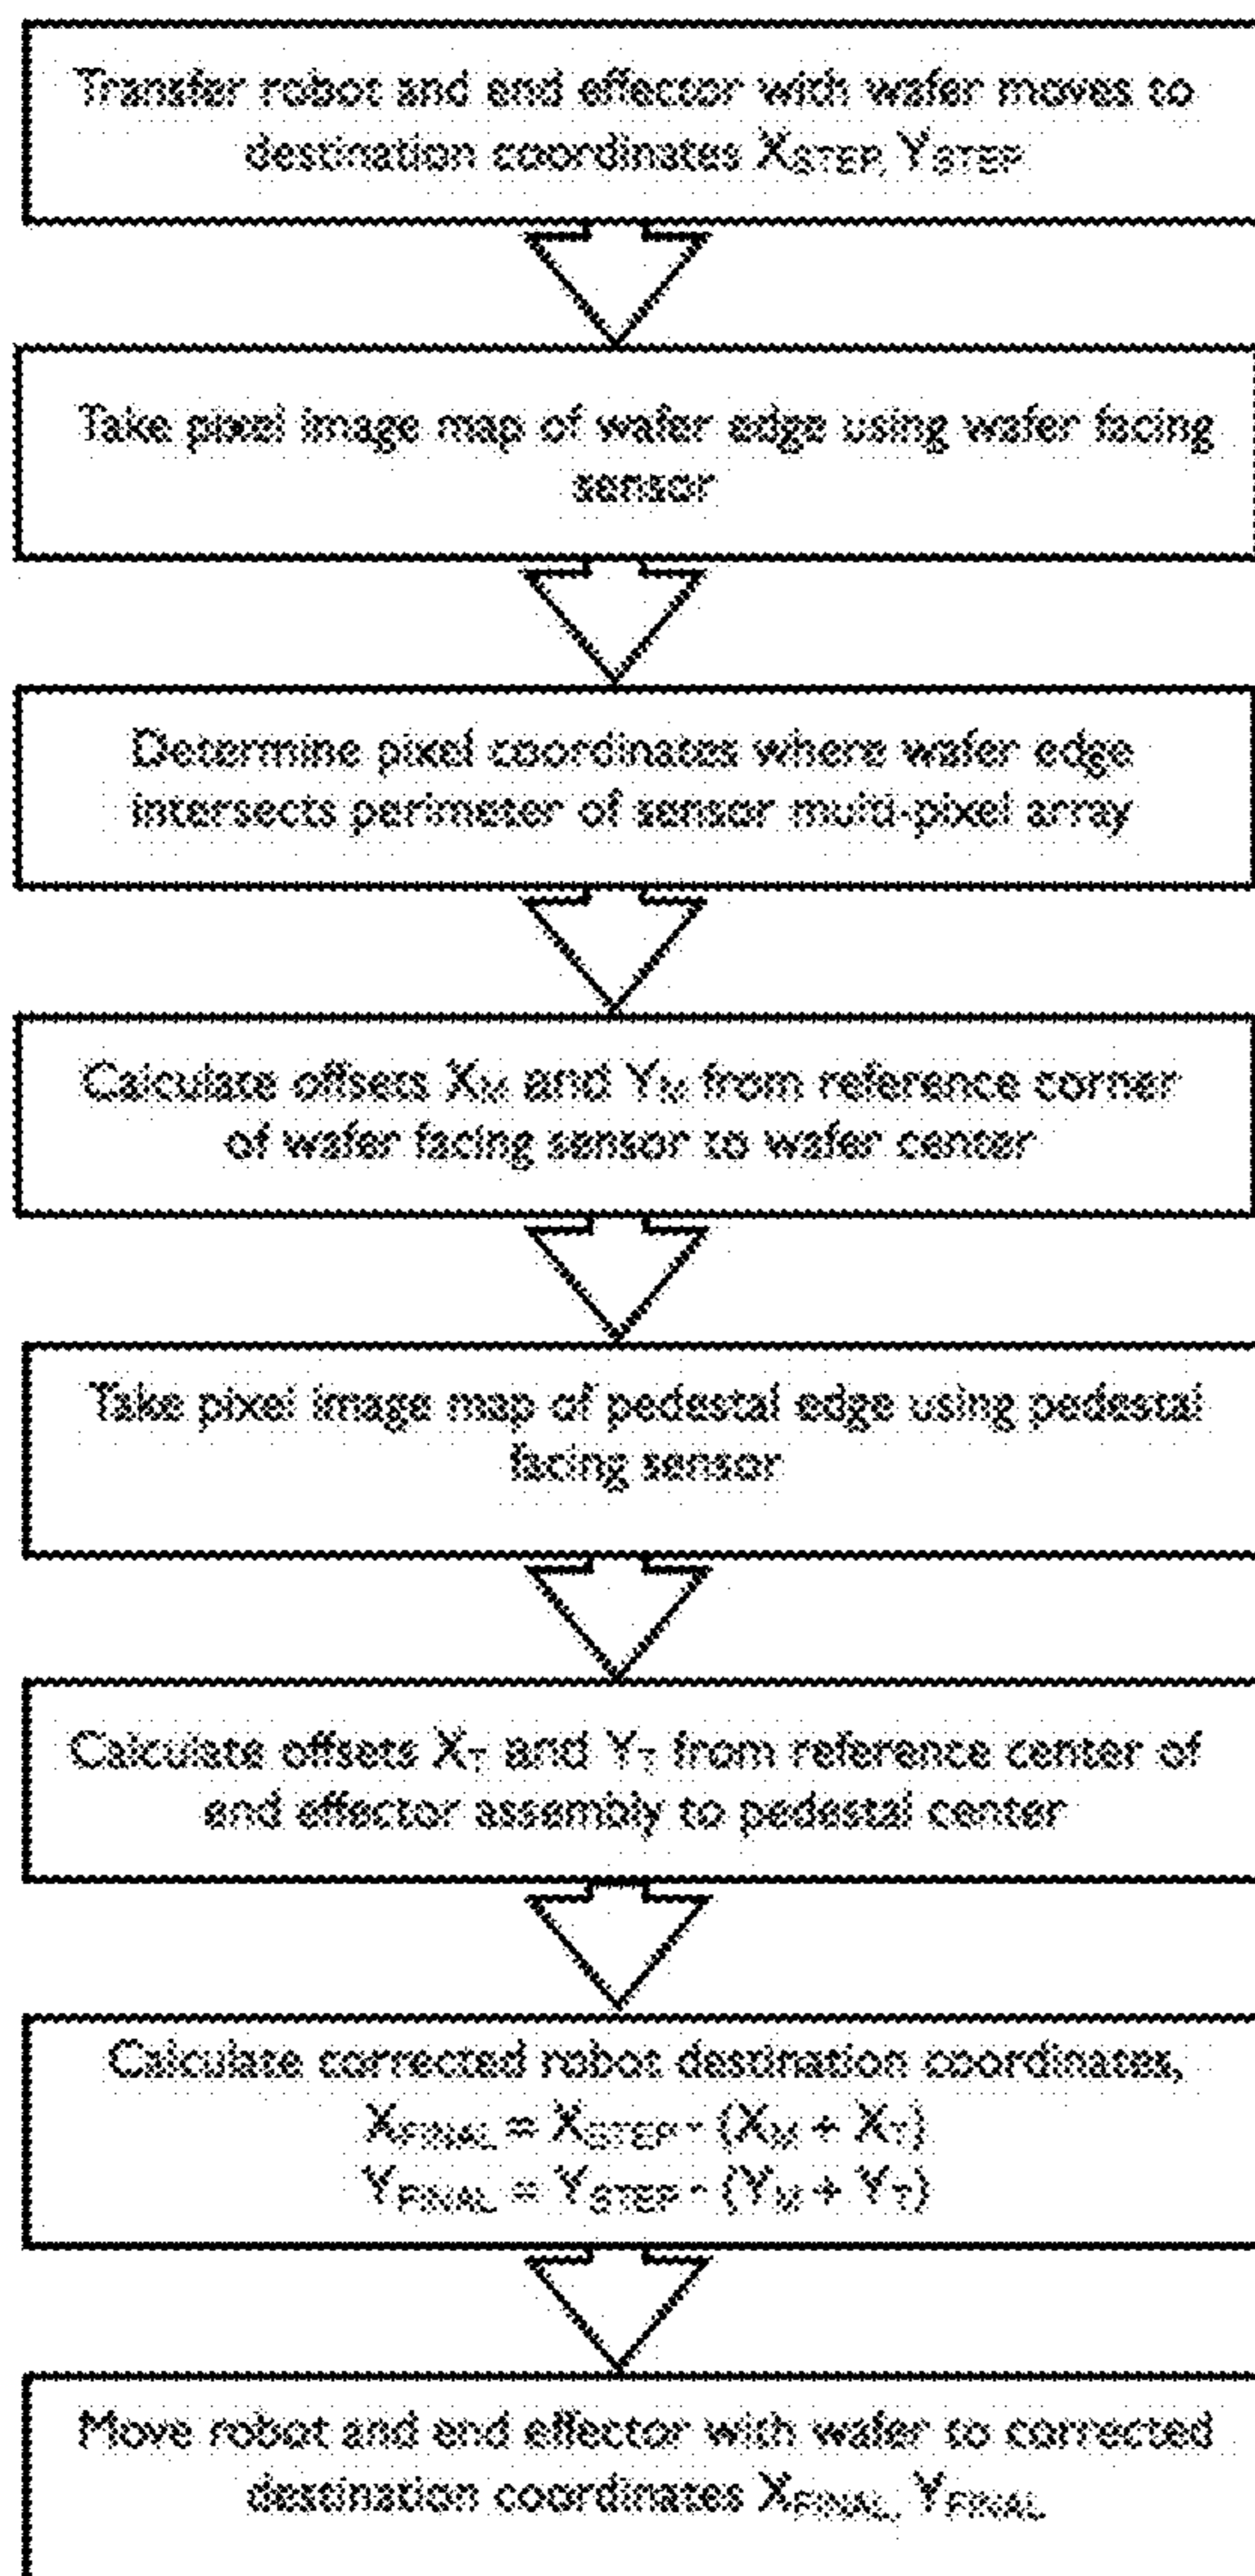 Transfer robot and end effector with wafer moves to
destination coordinates XSTEP, YSTEP
Take pixel image map of wafer edge using wafer facing
sensor
Determine pixel coordinates where wafer edge
intersects perimeter of sensor multi-pixel array
Calculate offsets XM and YM from reference corner
of wafer facing sensor to wafer center
Take pixel image map of pedestal edge using pedestal
facing sensor
Calculate offsets XT and YT from reference center of
end effector assembly to pedestal center
Calculate corrected robot destination coordinates,
XFINAL = XSTEP - (XM + XT)
YFINAL = YSTEP - (YM + YT)
Move robot and end effector with wafer to corrected
destination coordinates XFINAL, YFINAL